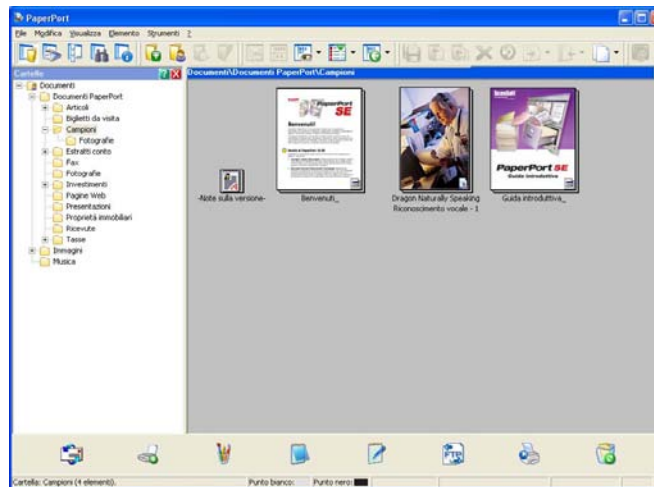 PaperPort
File Modifica Visualizza Elemento Strumenti ?
Cartelle
Documenti\Documenti PaperPort\Campioni
Documenti
Documenti PaperPort
Articoli
Biglietti da visita
Campioni
Fotografie
Estratti conto
Fax
Fotografie
Investimenti
Pagine Web
Presentazioni
Proprietà immobiliari
Ricevute
Tasse
Immagini
Musica
PaperPort
SE
Benvenuti
PaperPort SE
Guida introduttiva
-Note sulla versione-
Benvenuti_
Dragon Naturally Speaking
Riconoscimento vocale - 1
Guida introduttiva_
FTP
Cartella: Campioni (4 elementi).
Punto bianco:
Punto nero: